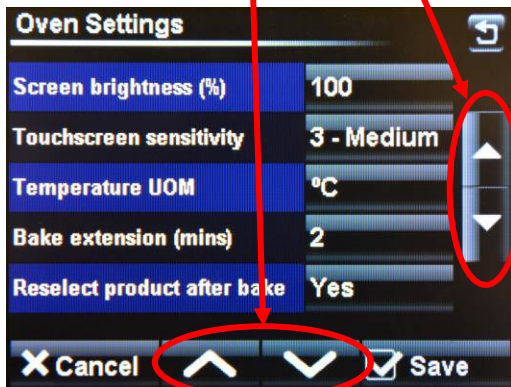 Oven Settings
Screen brightness (%) 100
Touchscreen sensitivity 3 - Medium
Temperature UOM ºC
Bake extension (mins) 2
Reselect product after bake Yes
Cancel Save